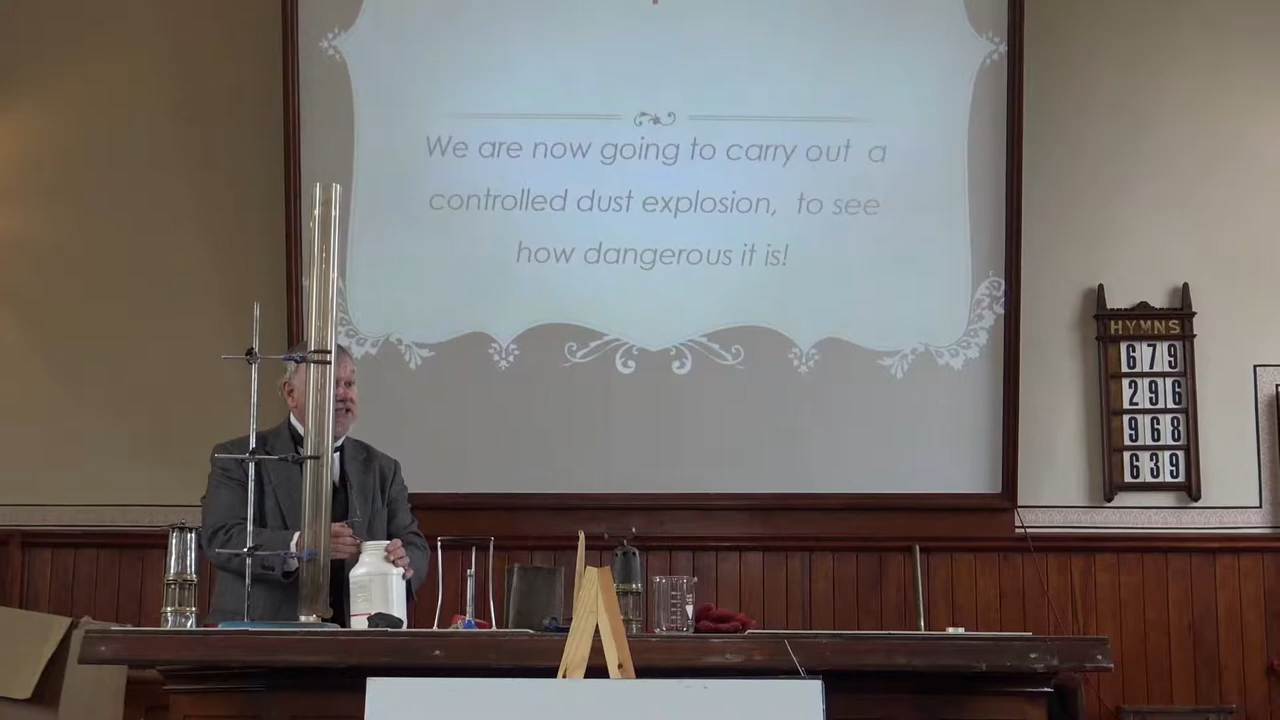 We are now going to carry out a
controlled dust explosion, to see
how dangerous it is!
HYMNS
679
296
968
639